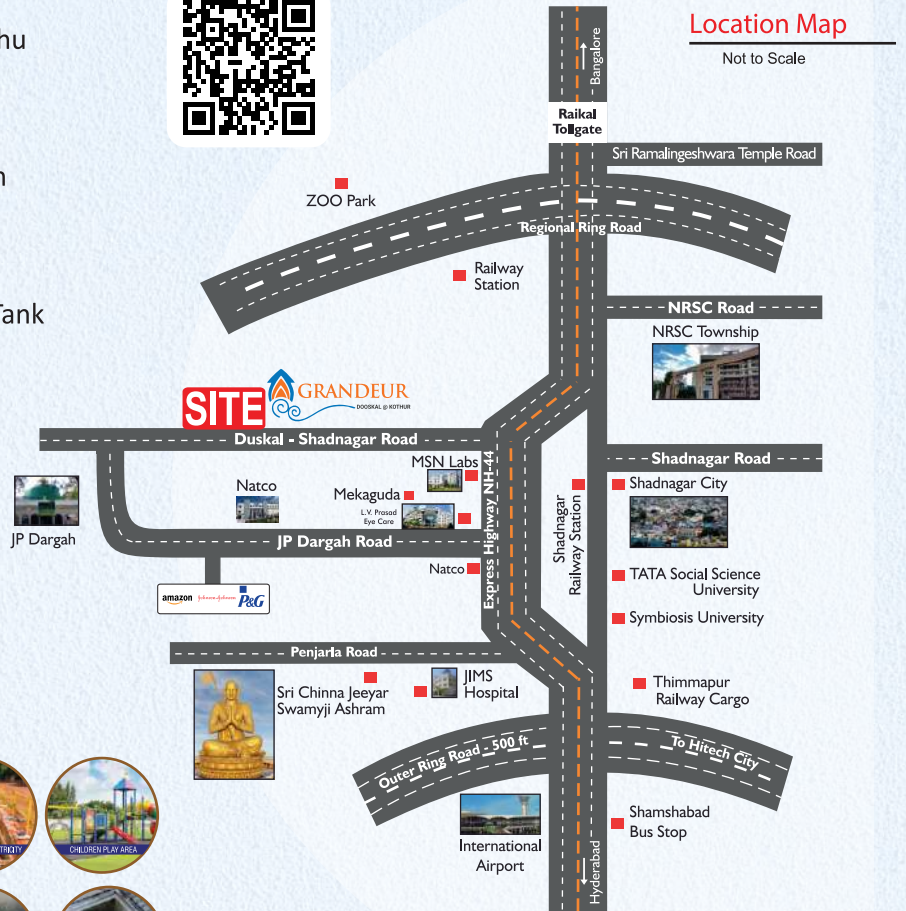 hu
Location Map
Not to Scale
Bangalore
Raikal
Tollgate
Sri Ramalingeshwara Temple Road
ZOO Park
Regional Ring Road
Railway
Station
Tank
NRSC Road
NRSC Township
SITE
GRANDEUR
DOOSKAL @ KOTHUR
Duskal - Shadnagar Road
Shadnagar Road
MSN Labs
Express Highway NH-44
Shadnagar
Railway Station
Shadnagar City
Natco
Mekaguda
L.V. Prasad
Eye Care
JP Dargah
JP Dargah Road
Natco
TATA Social Science
University
amazon
Johnson & Johnson
P&G
Symbiosis University
Penjarla Road
Sri Chinna Jeeyar
Swamyji Ashram
JIMS
Hospital
Thimmapur
Railway Cargo
Outer Ring Road - 500 ft
To Hitech City
International
Airport
Shamshabad
Bus Stop
Hyderabad
TRICITY
CHILDREN PLAY AREA